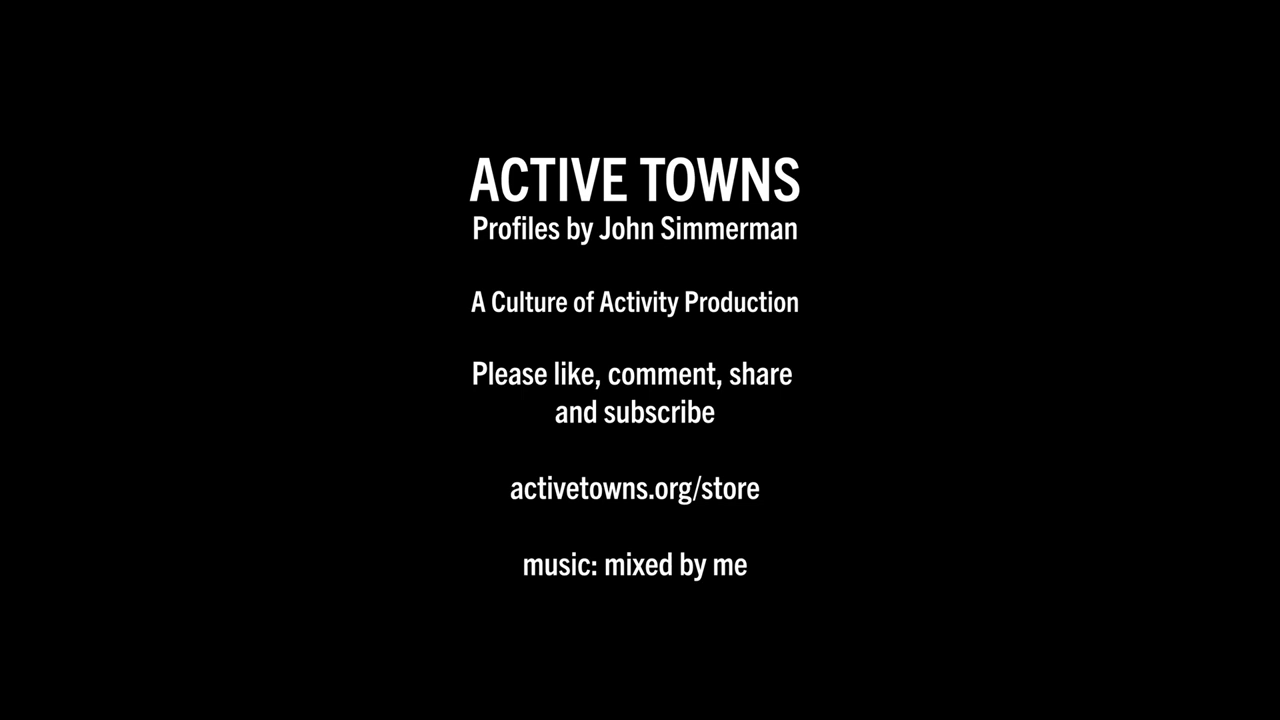 ACTIVE TOWNS
Profiles by John Simmerman
A Culture of Activity Production
Please like, comment, share
and subscribe
activetowns.org/store
music: mixed by me